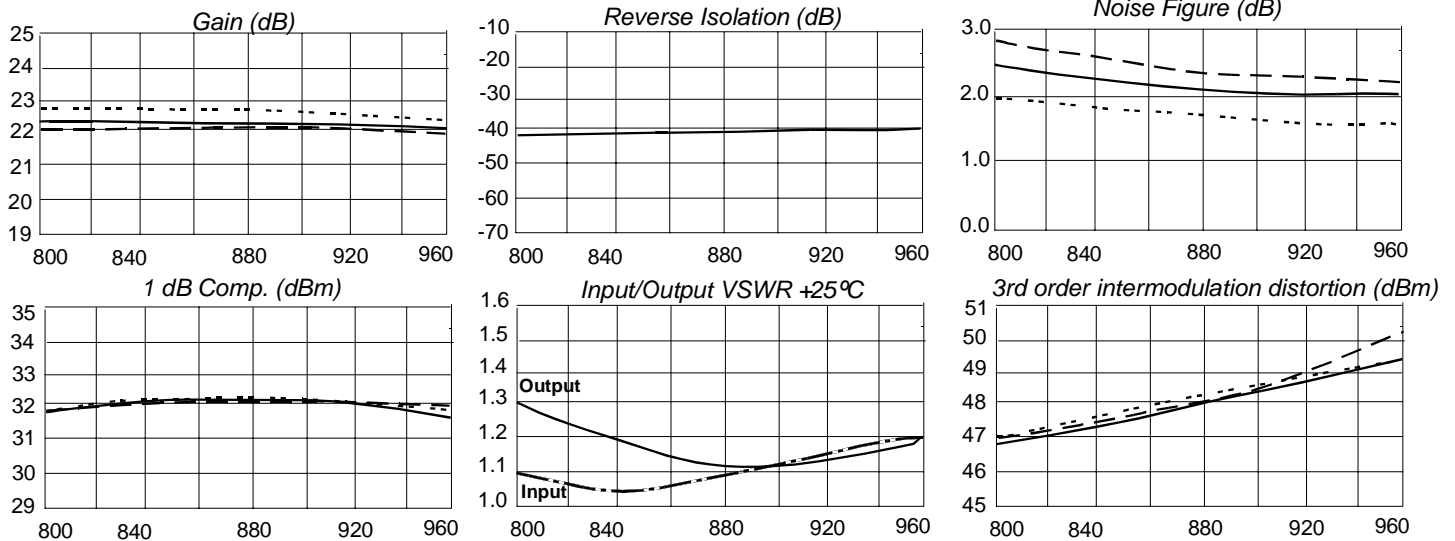 Gain (dB)
25
24
23
22
21
20
19
800 840 880 920 960
Reverse Isolation (dB)
-10
-20
-30
-40
-50
-60
-70
800 840 880 920 960
Noise Figure (dB)
3.0
2.0
1.0
0.0
800 840 880 920 960
1 dB Comp. (dBm)
35
34
33
32
31
30
29
800 840 880 920 960
Input/Output VSWR +25ºC
1.6
1.5
1.4
1.3
1.2
1.1
1.0
Output
Input
800 840 880 920 960
3rd order intermodulation distortion (dBm)
51
50
49
48
47
46
45
800 840 880 920 960